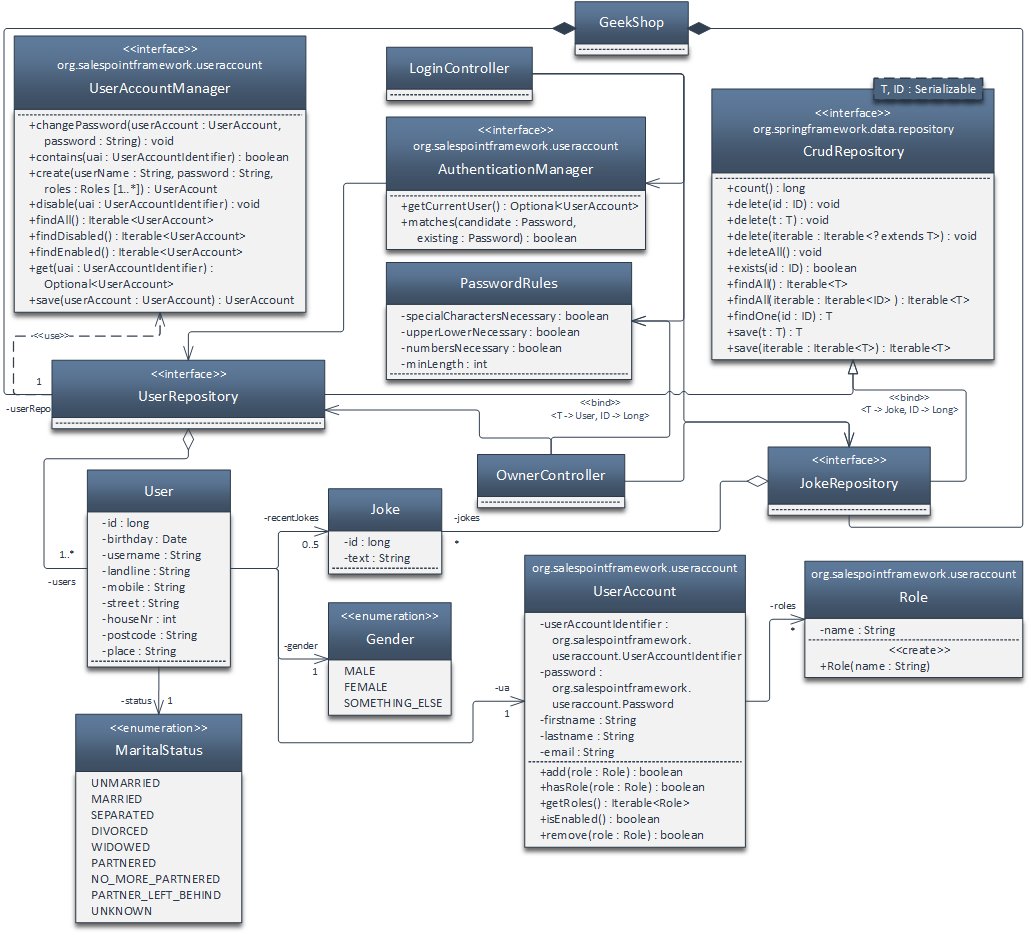 GeekShop
<<interface>>
org.salespointframework.useraccount
UserAccountManager
+changePassword(userAccount : UserAccount,
password : String) : void
+contains(uai : UserAccountIdentifier) : boolean
+create(userName : String, password : String,
roles : Roles [1..*]) : UserAcount
+disable(uai : UserAccountIdentifier) : void
+findAll() : Iterable<UserAccount>
+findDisabled() : Iterable<UserAccount>
+findEnabled() : Iterable<UserAccount>
+get(uai : UserAccountIdentifier) :
Optional<UserAccount>
+save(userAccount : UserAccount) : UserAccount
LoginController
<<interface>>
org.salespointframework.useraccount
AuthenticationManager
+getCurrentUser() : Optional<UserAccount>
+matches(candidate : Password,
existing : Password) : boolean
PasswordRules
-specialCharactersNecessary : boolean
-upperLowerNecessary : boolean
-numbersNecessary : boolean
-minLength : int
T, ID : Serializable
<<interface>>
org.springframework.data.repository
CrudRepository
+count() : long
+delete(id : ID) : void
+delete(t : T) : void
+delete(iterable : Iterable<? extends T>) : void
+deleteAll() : void
+exists(id : ID) : boolean
+findAll() : Iterable<T>
+findAll(iterable : Iterable<ID> ) : Iterable<T>
+findOne(id : ID) : T
+save(t : T) : T
+save(iterable : Iterable<T>) : Iterable<T>
<<use>>
1
-userRepo
<<interface>>
UserRepository
<<bind>>
<T -> User, ID -> Long>
<<bind>>
<T -> Joke, ID -> Long>
OwnerController
<<interface>>
JokeRepository
User
-id : long
-birthday : Date
-username : String
-landline : String
-mobile : String
-street : String
-houseNr : int
-postcode : String
-place : String
1..*
-users
-recentJokes
0..5
Joke
-id : long
-text : String
-jokes
*
-gender
1
<<enumeration>>
Gender
MALE
FEMALE
SOMETHING_ELSE
-ua
1
org.salespointframework.useraccount
UserAccount
-userAccountIdentifier :
org.salespointframework.
useraccount.UserAccountIdentifier
-password :
org.salespointframework.
useraccount.Password
-firstname : String
-lastname : String
-email : String
+add(role : Role) : boolean
+hasRole(role : Role) : boolean
+getRoles() : Iterable<Role>
+isEnabled() : boolean
+remove(role : Role) : boolean
-roles
*
org.salespointframework.useraccount
Role
-name : String
<<create>>
+Role(name : String)
-status
1
<<enumeration>>
MaritalStatus
UNMARRIED
MARRIED
SEPARATED
DIVORCED
WIDOWED
PARTNERED
NO_MORE_PARTNERED
PARTNER_LEFT_BEHIND
UNKNOWN